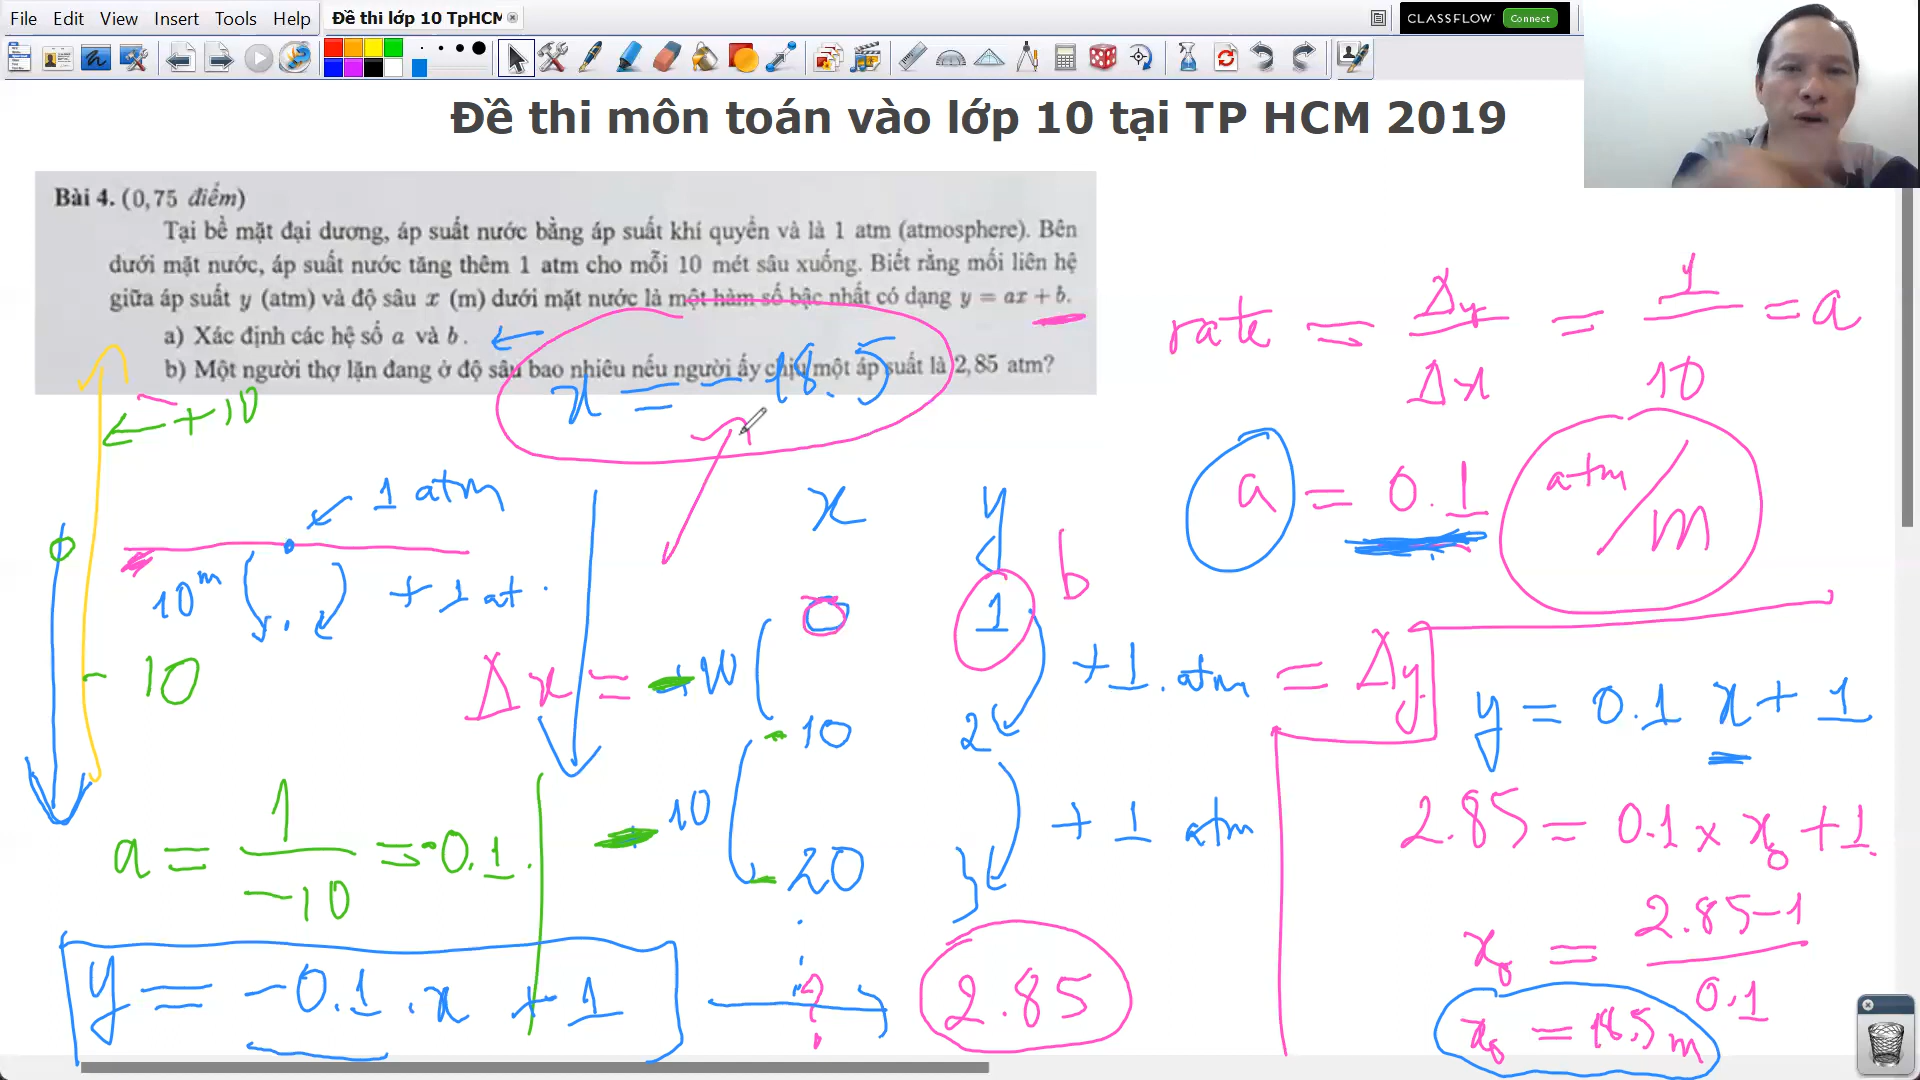 File Edit View Insert Tools Help
Đề thi lớp 10 TpHCM
CLASSFLOW Connect
Đề thi môn toán vào lớp 10 tại TP HCM 2019
Bài 4. (0,75 điểm)
Tại bề mặt đại dương, áp suất nước bằng áp suất khí quyển và là 1 atm (atmosphere). Bên
dưới mặt nước, áp suất nước tăng thêm 1 atm cho mỗi 10 mét sâu xuống. Biết rằng mối liên hệ
giữa áp suất y (atm) và độ sâu x (m) dưới mặt nước là một hàm số bậc nhất có dạng y = ax + b.
a) Xác định các hệ số a và b.
b) Một người thợ lặn đang ở độ sâu bao nhiêu nếu người ấy chịu một áp suất là 2,85 atm?
x = -18.5
+10
1 atm
10 m
+1 at.
-10
a = 1/-10 = -0.1
y = -0.1.x + 1
x y
0 1 b
Δx = -10
+1.atm = Δy
-10 2
-10
+1 atm
-20 3
? 2.85
rate = Δy/Δx = 1/10 = a
a = 0.1 atm/m
y = 0.1 x + 1
2.85 = 0.1 × x₀ + 1.
x₀ = 2.85-1/0.1
x₀ = 18,5 m